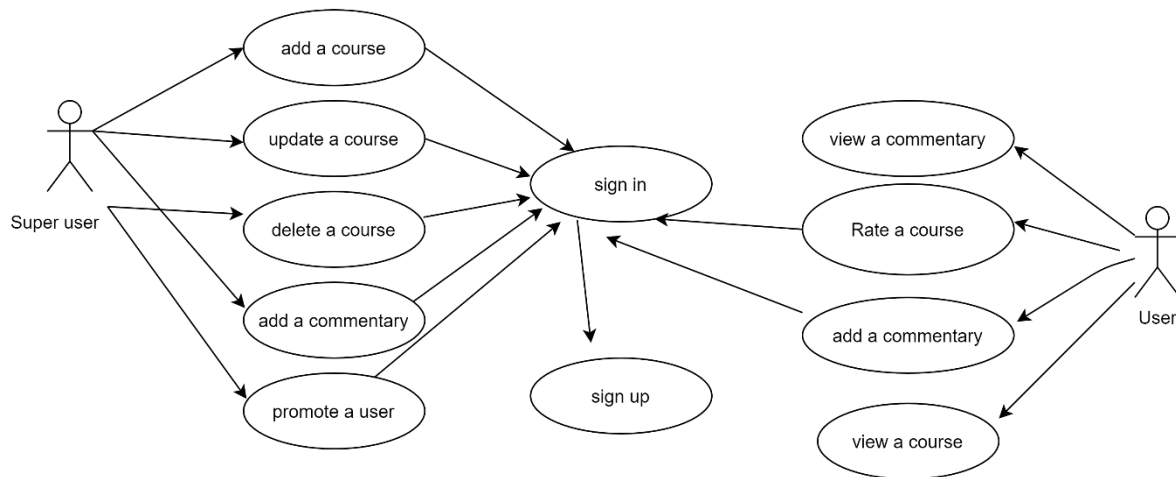 add a course
update a course
view a commentary
sign in
Super user
delete a course
Rate a course
add a commentary
add a commentary
User
promote a user
sign up
view a course